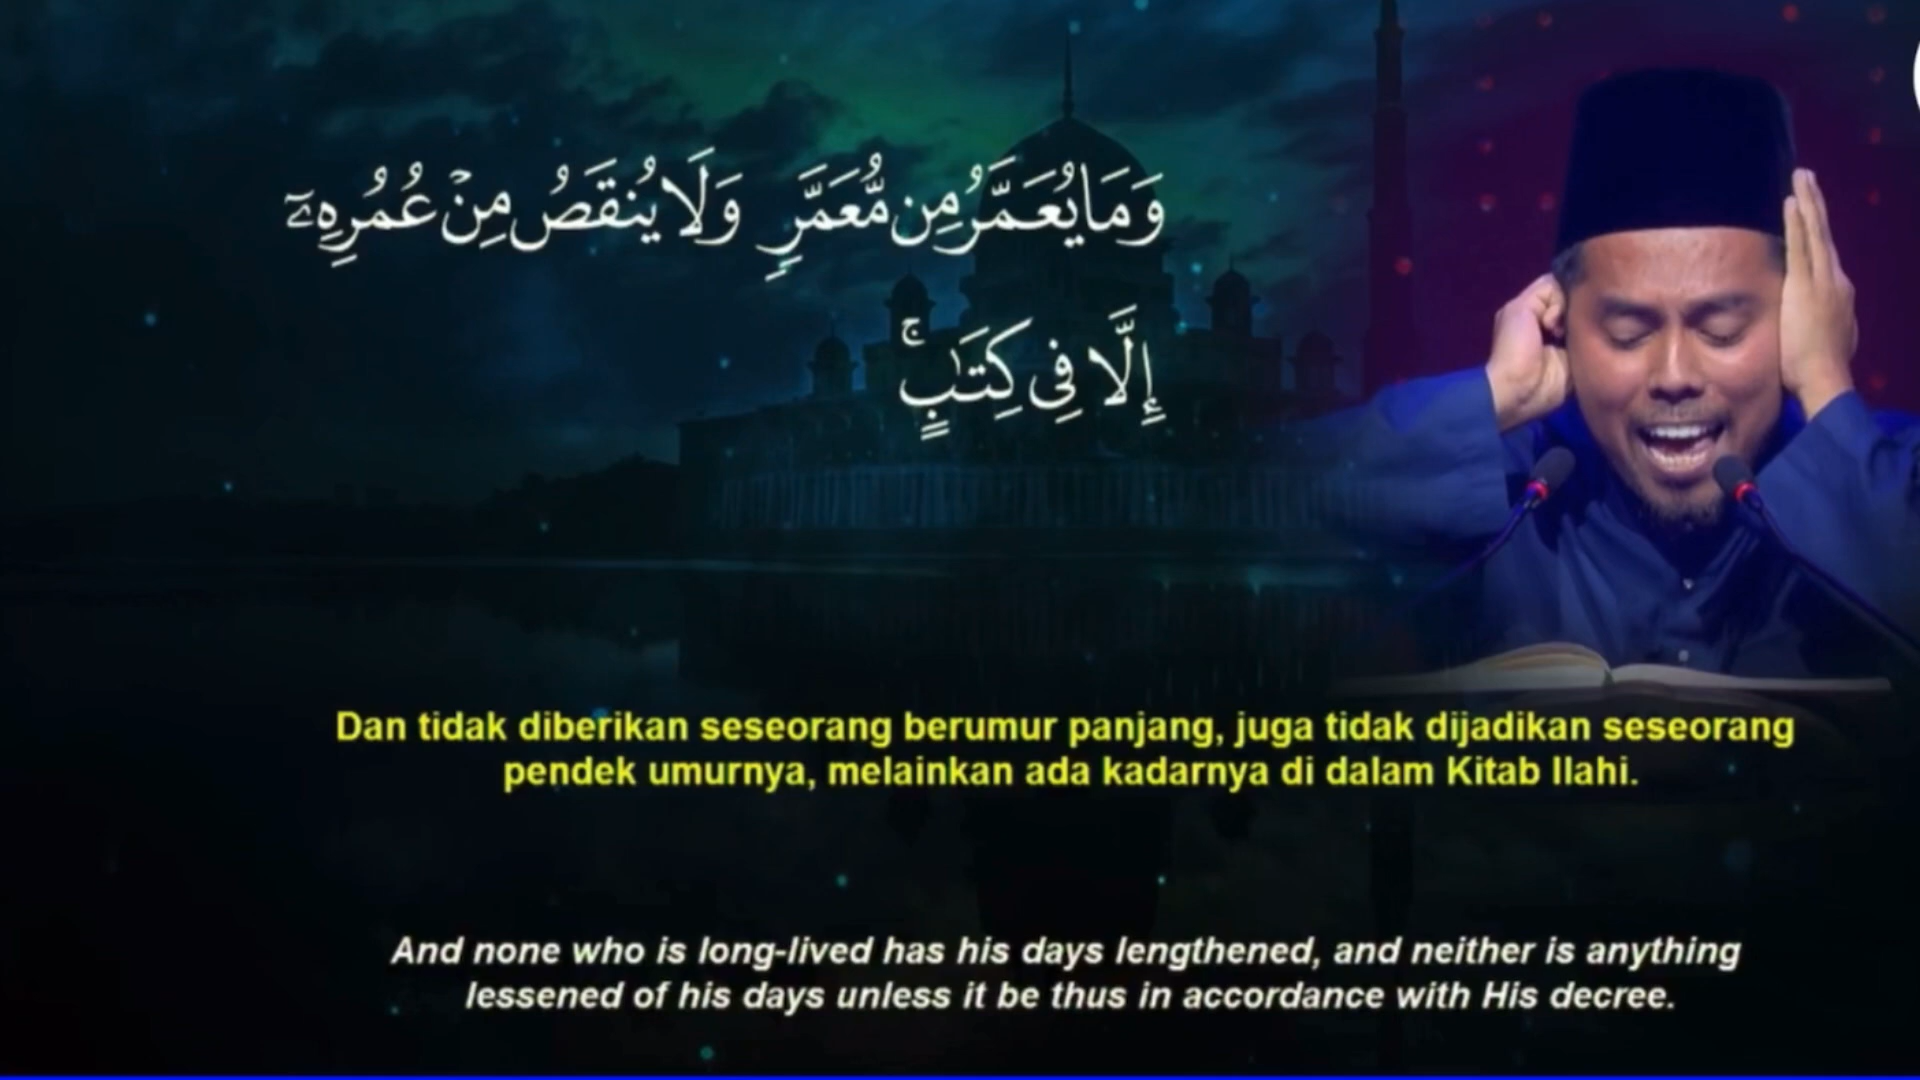 وَمَا يُعَمَّرُ مِن مُّعَمَّرٍ وَلَا يُنقَصُ مِنْ عُمُرِهِۦٓ
إِلَّا فِى كِتَٰبٍ ۚ
Dan tidak diberikan seseorang berumur panjang, juga tidak dijadikan seseorang
pendek umurnya, melainkan ada kadarnya di dalam Kitab Ilahi.
And none who is long-lived has his days lengthened, and neither is anything
lessened of his days unless it be thus in accordance with His decree.